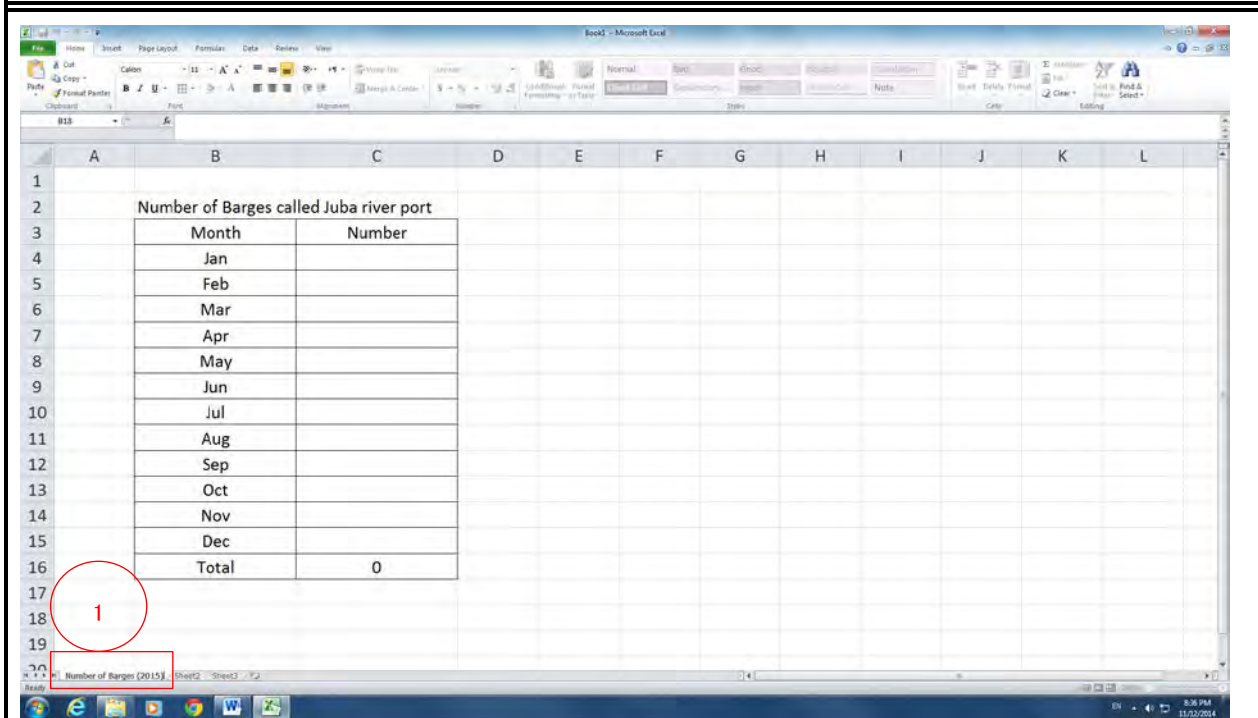 Book1 - Microsoft Excel
File Home Insert Page Layout Formulas Data Review View
Cut
Copy
Format Painter
Paste
Calibri 11
Normal
Note
Clear
Find & Select
Clipboard Font Alignment Number Styles Cells Editing
B18 fx
A B C D E F G H I J K L
1
2 Number of Barges called Juba river port
3 Month Number
4 Jan
5 Feb
6 Mar
7 Apr
8 May
9 Jun
10 Jul
11 Aug
12 Sep
13 Oct
14 Nov
15 Dec
16 Total 0
17
18 1
19
20
Number of Barges (2015) Sheet2 Sheet3
Ready
EN 8:36 PM
11/12/2014